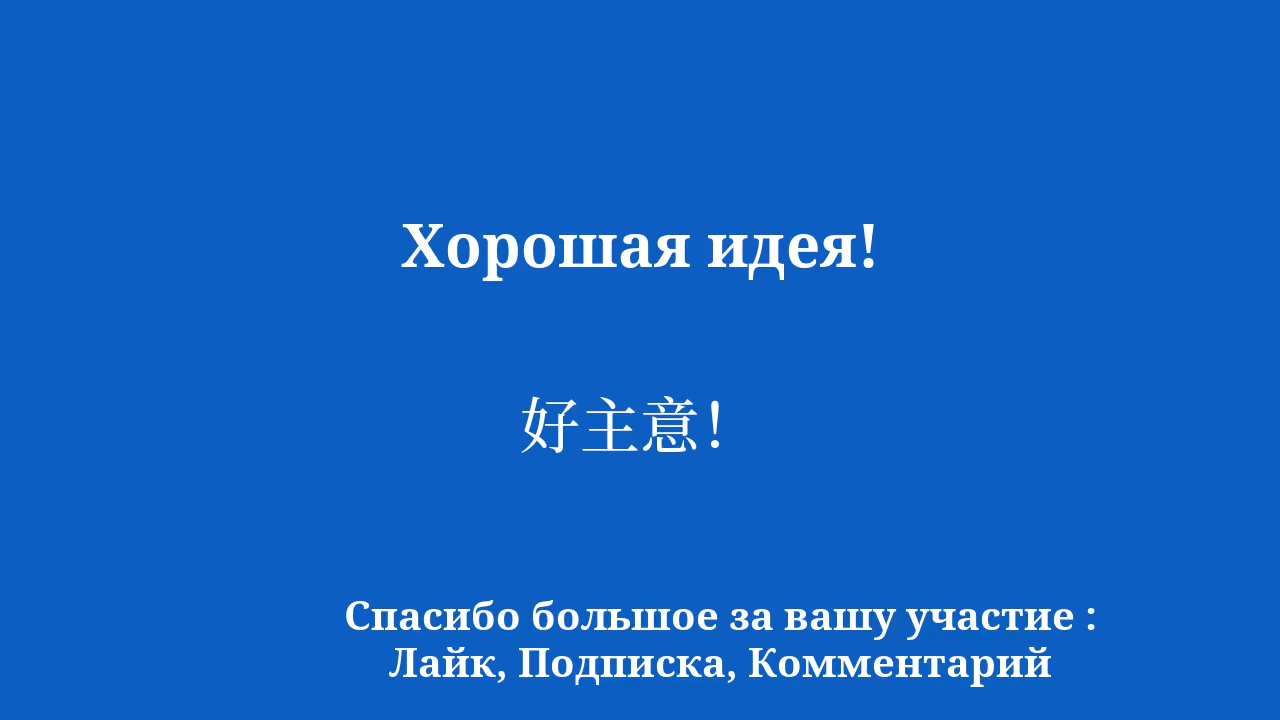 Хорошая идея!
好主意！
Спасибо большое за вашу участие :
Лайк, Подписка, Комментарий